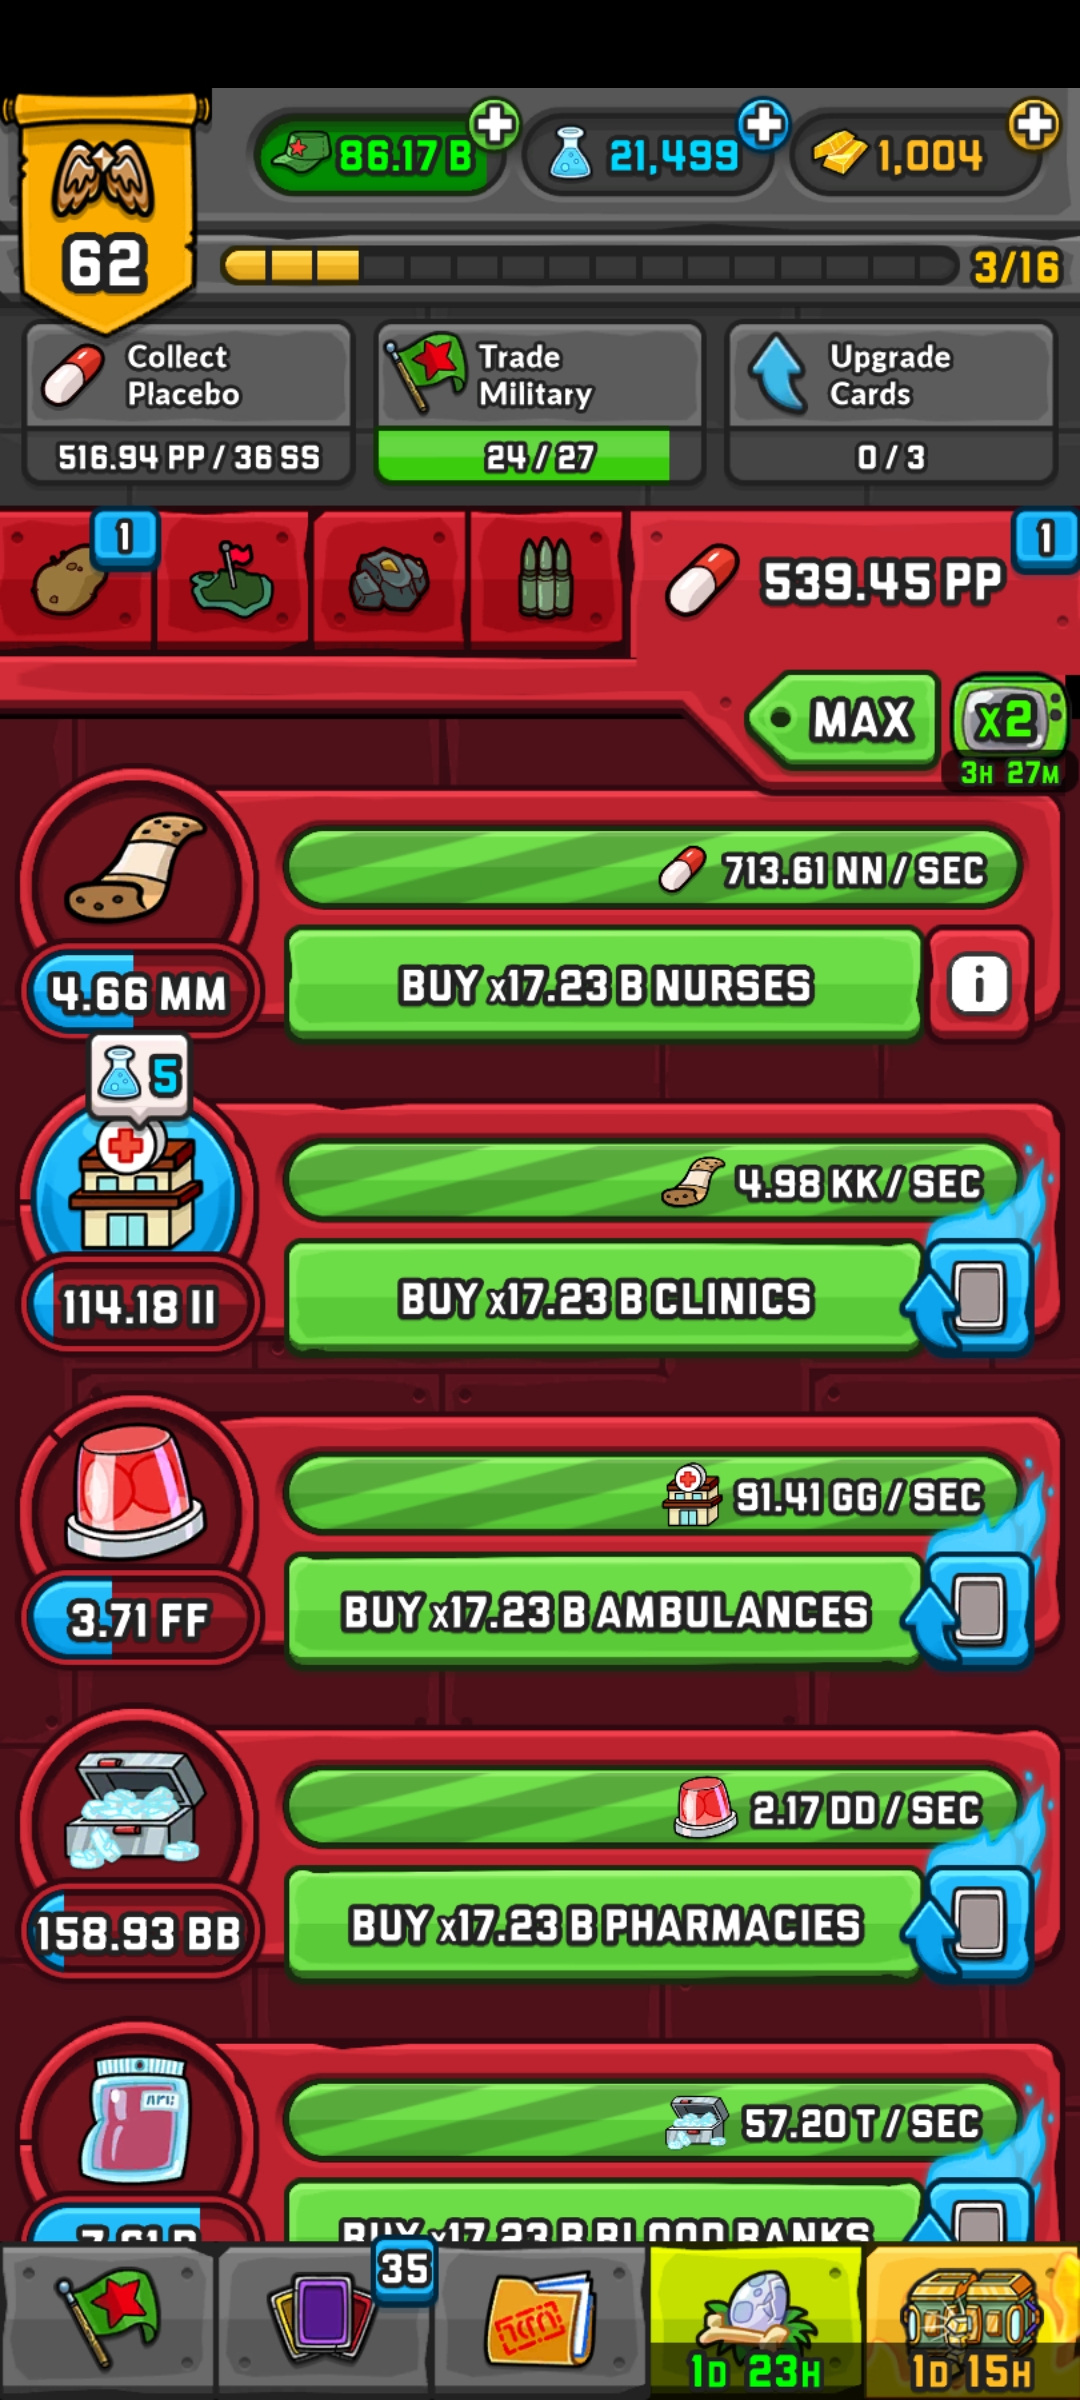 86.17 B
21,499
1,004
62
3/16
Collect
Placebo
516.94 PP / 36 SS
Trade
Military
24 / 27
Upgrade
Cards
0 / 3
1
1
539.45 PP
MAX
x2
3H 27M
713.61 NN / SEC
4.66 MM
BUY x17.23 B NURSES
i
5
4.98 KK / SEC
114.18 II
BUY x17.23 B CLINICS
91.41 GG / SEC
3.71 FF
BUY x17.23 B AMBULANCES
2.17 DD / SEC
158.93 BB
BUY x17.23 B PHARMACIES
57.20 T / SEC
BUY x17.23 B BLOOD BANKS
35
1D 23H
1D 15H